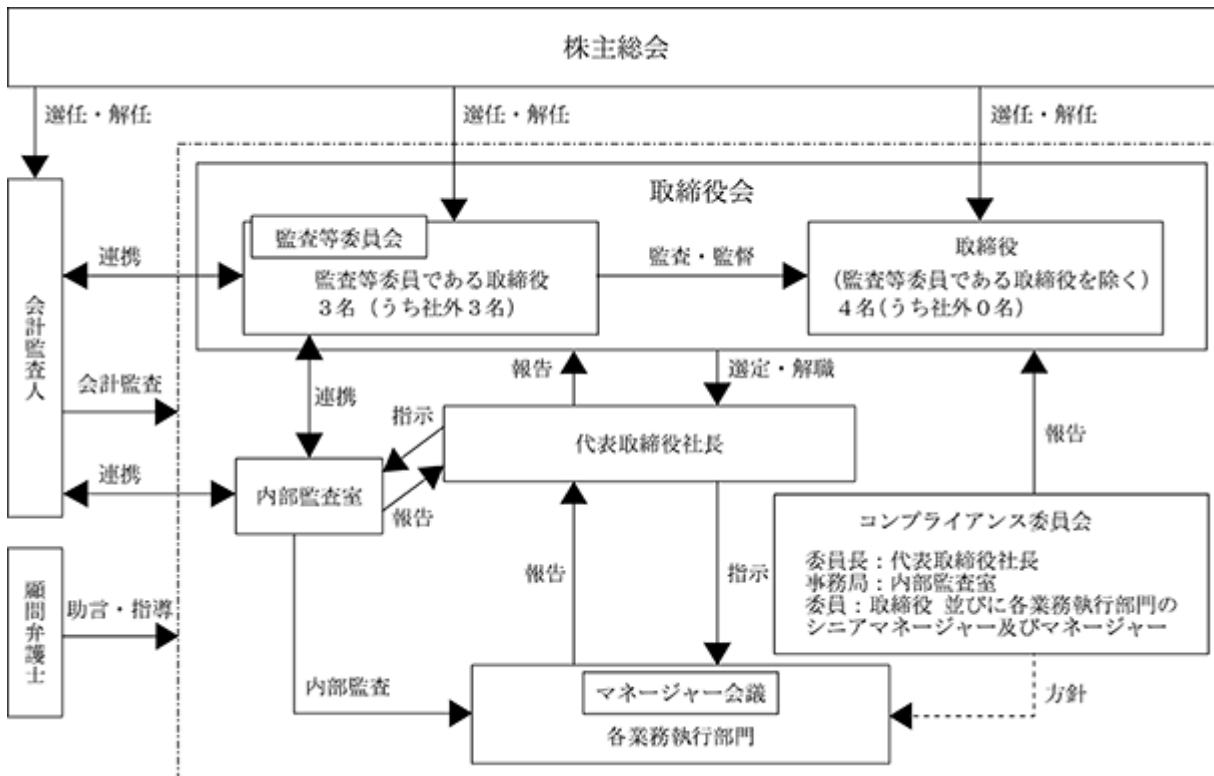 株主総会
選任・解任
選任・解任
選任・解任
取締役会
監査等委員会
監査等委員である取締役
3名（うち社外3名）
監査・監督
取締役
(監査等委員である取締役を除く)
4名(うち社外0名)
連携
会計監査人
会計監査
連携
連携
報告
選定・解職
指示
代表取締役社長
報告
内部監査室
報告
コンプライアンス委員会
委員長：代表取締役社長
事務局：内部監査室
委員：取締役 並びに各業務執行部門の
シニアマネージャー及びマネージャー
報告
指示
顧問弁護士
助言・指導
内部監査
マネージャー会議
各業務執行部門
方針